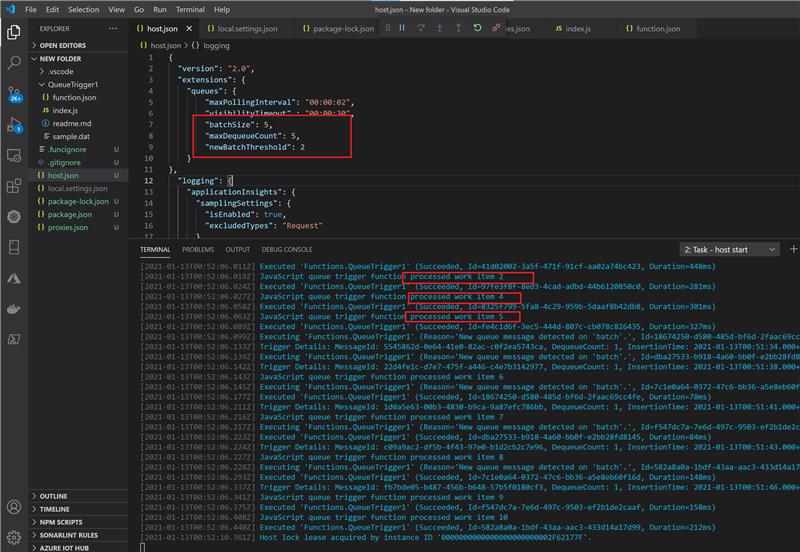 File Edit Selection View Go Run Terminal Help
host.json - New folder - Visual Studio Code
EXPLORER
OPEN EDITORS
NEW FOLDER
.vscode
QueueTrigger1
function.json
index.js
readme.md
sample.dat
.funcignore U
.gitignore U
host.json U
local.settings.json
package-lock.json U
package.json U
proxies.json U
OUTLINE
TIMELINE
NPM SCRIPTS
SONARLINT RULES
AZURE IOT HUB
host.json
local.settings.json
package-lock.json
index.js
function.json
host.json > {} logging
1 {
2 "version": "2.0",
3 "extensions": {
4 "queues": {
5 "maxPollingInterval": "00:00:02",
6 "visibilityTimeout" : "00:00:30",
7 "batchSize": 5,
8 "maxDequeueCount": 5,
9 "newBatchThreshold": 2
10 }
11 },
12 "logging": {
13 "applicationInsights": {
14 "samplingSettings": {
15 "isEnabled": true,
16 "excludedTypes": "Request"
17 }
TERMINAL PROBLEMS OUTPUT DEBUG CONSOLE
2: Task - host start
[2021-01-13T00:52:06.011Z] Executed 'Functions.QueueTrigger1' (Succeeded, Id=41d02002-3a5f-471f-91cf-aa02a74bc423, Duration=448ms)
[2021-01-13T00:52:06.019Z] JavaScript queue trigger function processed work item 2
[2021-01-13T00:52:06.024Z] Executed 'Functions.QueueTrigger1' (Succeeded, Id=97fe3f8f-8ed3-4cad-adbd-44b6120850c0, Duration=281ms)
[2021-01-13T00:52:06.027Z] JavaScript queue trigger function processed work item 4
[2021-01-13T00:52:06.058Z] Executed 'Functions.QueueTrigger1' (Succeeded, Id=8325f799-5fa8-4c29-959b-5daaf8b42db8, Duration=301ms)
[2021-01-13T00:52:06.063Z] JavaScript queue trigger function processed work item 5
[2021-01-13T00:52:06.068Z] Executed 'Functions.QueueTrigger1' (Succeeded, Id=fe4c1d6f-3ec5-444d-807c-cb078c826435, Duration=327ms)
[2021-01-13T00:52:06.099Z] Executing 'Functions.QueueTrigger1' (Reason='New queue message detected on 'batch'.', Id=18674250-d580-485d-bf6d-2faac69cc
[2021-01-13T00:52:06.133Z] Trigger Details: MessageId: 5545862d-0e64-41e0-82ac-c0f2ea5743ca, DequeueCount: 1, InsertionTime: 2021-01-13T00:51:34.000+
[2021-01-13T00:52:06.132Z] Executing 'Functions.QueueTrigger1' (Reason='New queue message detected on 'batch'.', Id=dba27533-b918-4a60-bb0f-e2bb28fd8
[2021-01-13T00:52:06.142Z] Trigger Details: MessageId: 22d4fe1c-d7e7-475f-a446-c4e7b3142977, DequeueCount: 1, InsertionTime: 2021-01-13T00:51:38.000+
[2021-01-13T00:52:06.172Z] JavaScript queue trigger function processed work item 6
[2021-01-13T00:52:06.145Z] Executing 'Functions.QueueTrigger1' (Reason='New queue message detected on 'batch'.', Id=7c1e0a64-0372-47c6-bb36-a5e8eb60f
[2021-01-13T00:52:06.177Z] Executed 'Functions.QueueTrigger1' (Succeeded, Id=18674250-d580-485d-bf6d-2faac69cc4fe, Duration=78ms)
[2021-01-13T00:52:06.211Z] Trigger Details: MessageId: 1d0a5e63-00b3-4830-b9ca-9a87efc786bb, DequeueCount: 1, InsertionTime: 2021-01-13T00:51:41.000+
[2021-01-13T00:52:06.216Z] JavaScript queue trigger function processed work item 7
[2021-01-13T00:52:06.217Z] Executing 'Functions.QueueTrigger1' (Reason='New queue message detected on 'batch'.', Id=f547dc7a-7e6d-497c-9503-ef2b1de2c
[2021-01-13T00:52:06.224Z] Executed 'Functions.QueueTrigger1' (Succeeded, Id=dba27533-b918-4a60-bb0f-e2bb28fd8145, Duration=84ms)
[2021-01-13T00:52:06.247Z] Trigger Details: MessageId: c09a9ac2-df5b-4f43-97e0-b1d2cb2c7e96, DequeueCount: 1, InsertionTime: 2021-01-13T00:51:43.000+
[2021-01-13T00:52:06.227Z] JavaScript queue trigger function processed work item 8
[2021-01-13T00:52:06.290Z] Executing 'Functions.QueueTrigger1' (Reason='New queue message detected on 'batch'.', Id=582a8a0a-1bdf-43aa-aac3-433d14a17
[2021-01-13T00:52:06.293Z] Executed 'Functions.QueueTrigger1' (Succeeded, Id=7c1e0a64-0372-47c6-bb36-a5e8eb60f16d, Duration=148ms)
[2021-01-13T00:52:06.337Z] Trigger Details: MessageId: fb7bde05-b487-456b-b648-57b5f0180cf3, DequeueCount: 1, InsertionTime: 2021-01-13T00:51:46.000+
[2021-01-13T00:52:06.341Z] JavaScript queue trigger function processed work item 9
[2021-01-13T00:52:06.375Z] Executed 'Functions.QueueTrigger1' (Succeeded, Id=f547dc7a-7e6d-497c-9503-ef2b1de2caaf, Duration=158ms)
[2021-01-13T00:52:06.408Z] JavaScript queue trigger function processed work item 10
[2021-01-13T00:52:06.440Z] Executed 'Functions.QueueTrigger1' (Succeeded, Id=582a8a0a-1bdf-43aa-aac3-433d14a17d99, Duration=212ms)